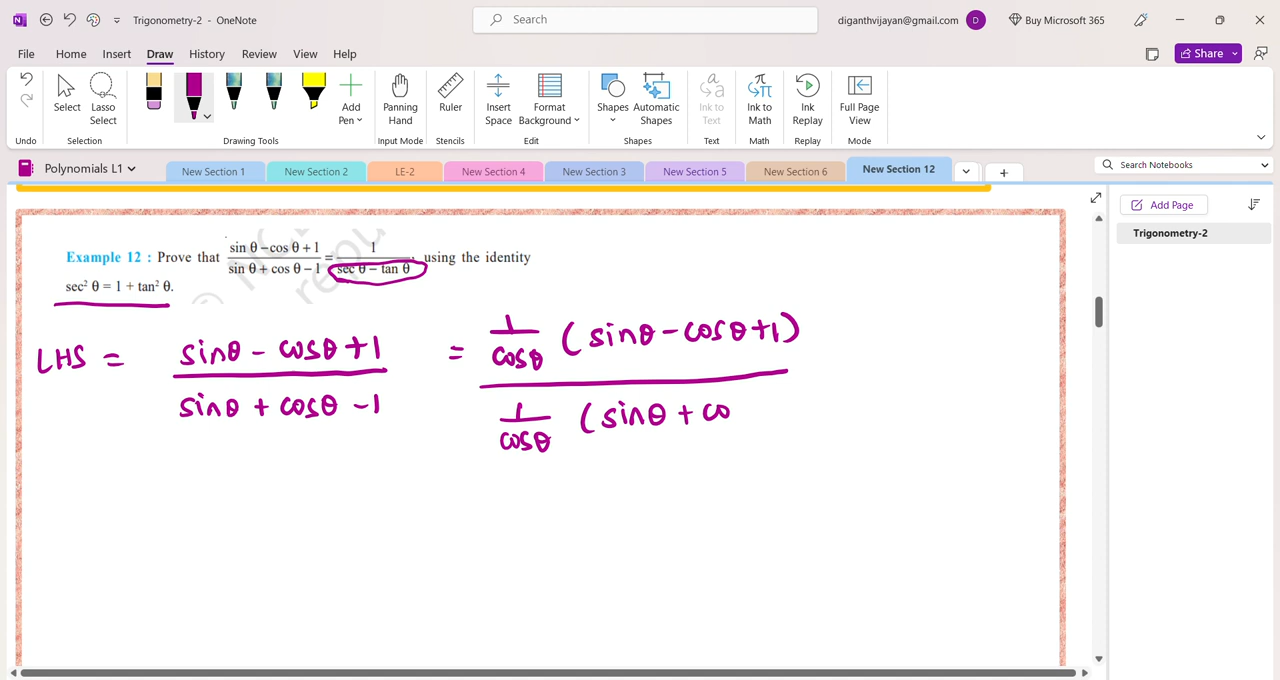 Trigonometry-2 - OneNote
Search
diganthvijayan@gmail.com D Buy Microsoft 365
File Home Insert Draw History Review View Help Share
Undo Select Lasso Select Add Pen Panning Hand Ruler Insert Space Format Background Shapes Automatic Shapes Ink to Text Ink to Math Ink Replay Full Page View
Undo Selection Drawing Tools Input Mode Stencils Edit Shapes Text Math Replay Mode
Polynomials L1 New Section 1 New Section 2 LE-2 New Section 4 New Section 3 New Section 5 New Section 6 New Section 12 + Search Notebooks
Add Page
Trigonometry-2
Example 12 : Prove that (sin θ – cos θ + 1)/(sin θ + cos θ – 1) = 1/(sec θ – tan θ), using the identity
sec² θ = 1 + tan² θ.
LHS = (sinθ - cosθ + 1)/(sinθ + cosθ - 1) = 1/cosθ (sinθ - cosθ + 1)
1/cosθ (sinθ + co